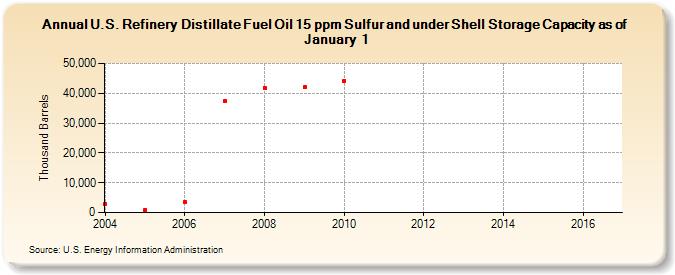 Annual U.S. Refinery Distillate Fuel Oil 15 ppm Sulfur and under Shell Storage Capacity as of
January 1
Thousand Barrels
50,000
40,000
30,000
20,000
10,000
0
2004 2006 2008 2010 2012 2014 2016
Source: U.S. Energy Information Administration